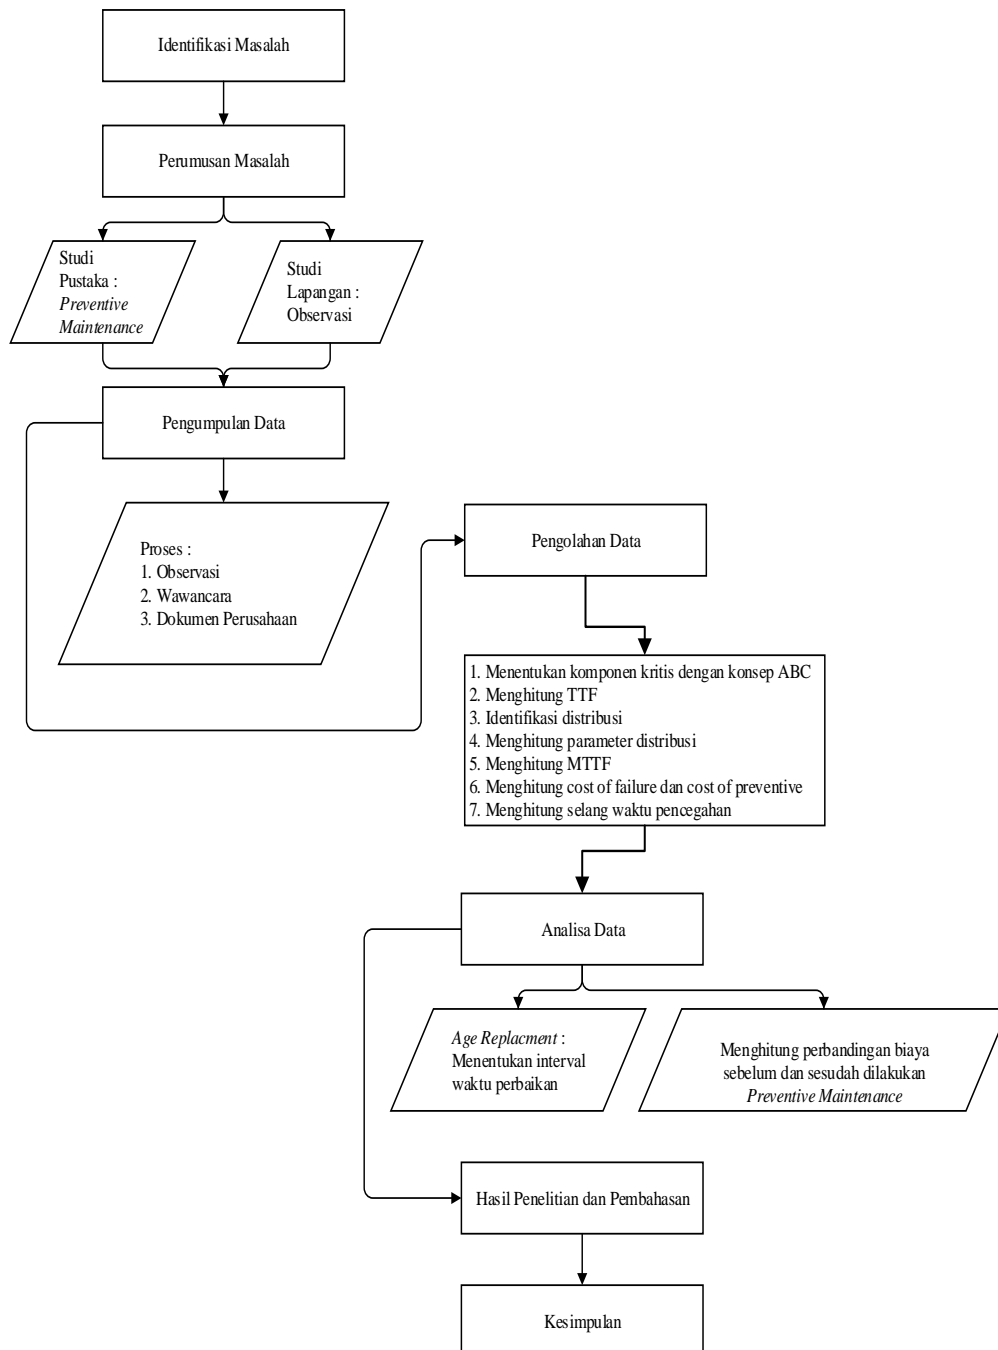 Identifikasi Masalah
Perumusan Masalah
Studi
Pustaka :
Preventive
Maintenance
Studi
Lapangan :
Observasi
Pengumpulan Data
Proses :
1. Observasi
2. Wawancara
3. Dokumen Perusahaan
Pengolahan Data
1. Menentukan komponen kritis dengan konsep ABC
2. Menghitung TTF
3. Identifikasi distribusi
4. Menghitung parameter distribusi
5. Menghitung MTTF
6. Menghitung cost of failure dan cost of preventive
7. Menghitung selang waktu pencegahan
Analisa Data
Age Replacment :
Menentukan interval
waktu perbaikan
Menghitung perbandingan biaya
sebelum dan sesudah dilakukan
Preventive Maintenance
Hasil Penelitian dan Pembahasan
Kesimpulan